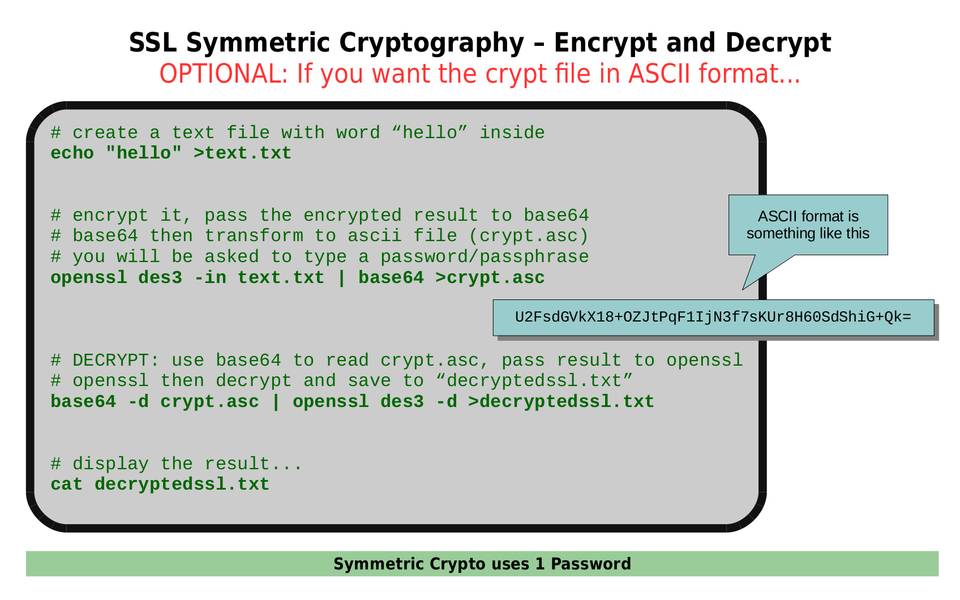 SSL Symmetric Cryptography – Encrypt and Decrypt
OPTIONAL: If you want the crypt file in ASCII format...
# create a text file with word “hello” inside
echo "hello" >text.txt
# encrypt it, pass the encrypted result to base64
# base64 then transform to ascii file (crypt.asc)
# you will be asked to type a password/passphrase
openssl des3 -in text.txt | base64 >crypt.asc
ASCII format is
something like this
U2FsdGVkX18+OZJtPqF1IjN3f7sKUr8H60SdShiG+Qk=
# DECRYPT: use base64 to read crypt.asc, pass result to openssl
# openssl then decrypt and save to “decryptedssl.txt”
base64 -d crypt.asc | openssl des3 -d >decryptedssl.txt
# display the result...
cat decryptedssl.txt
Symmetric Crypto uses 1 Password